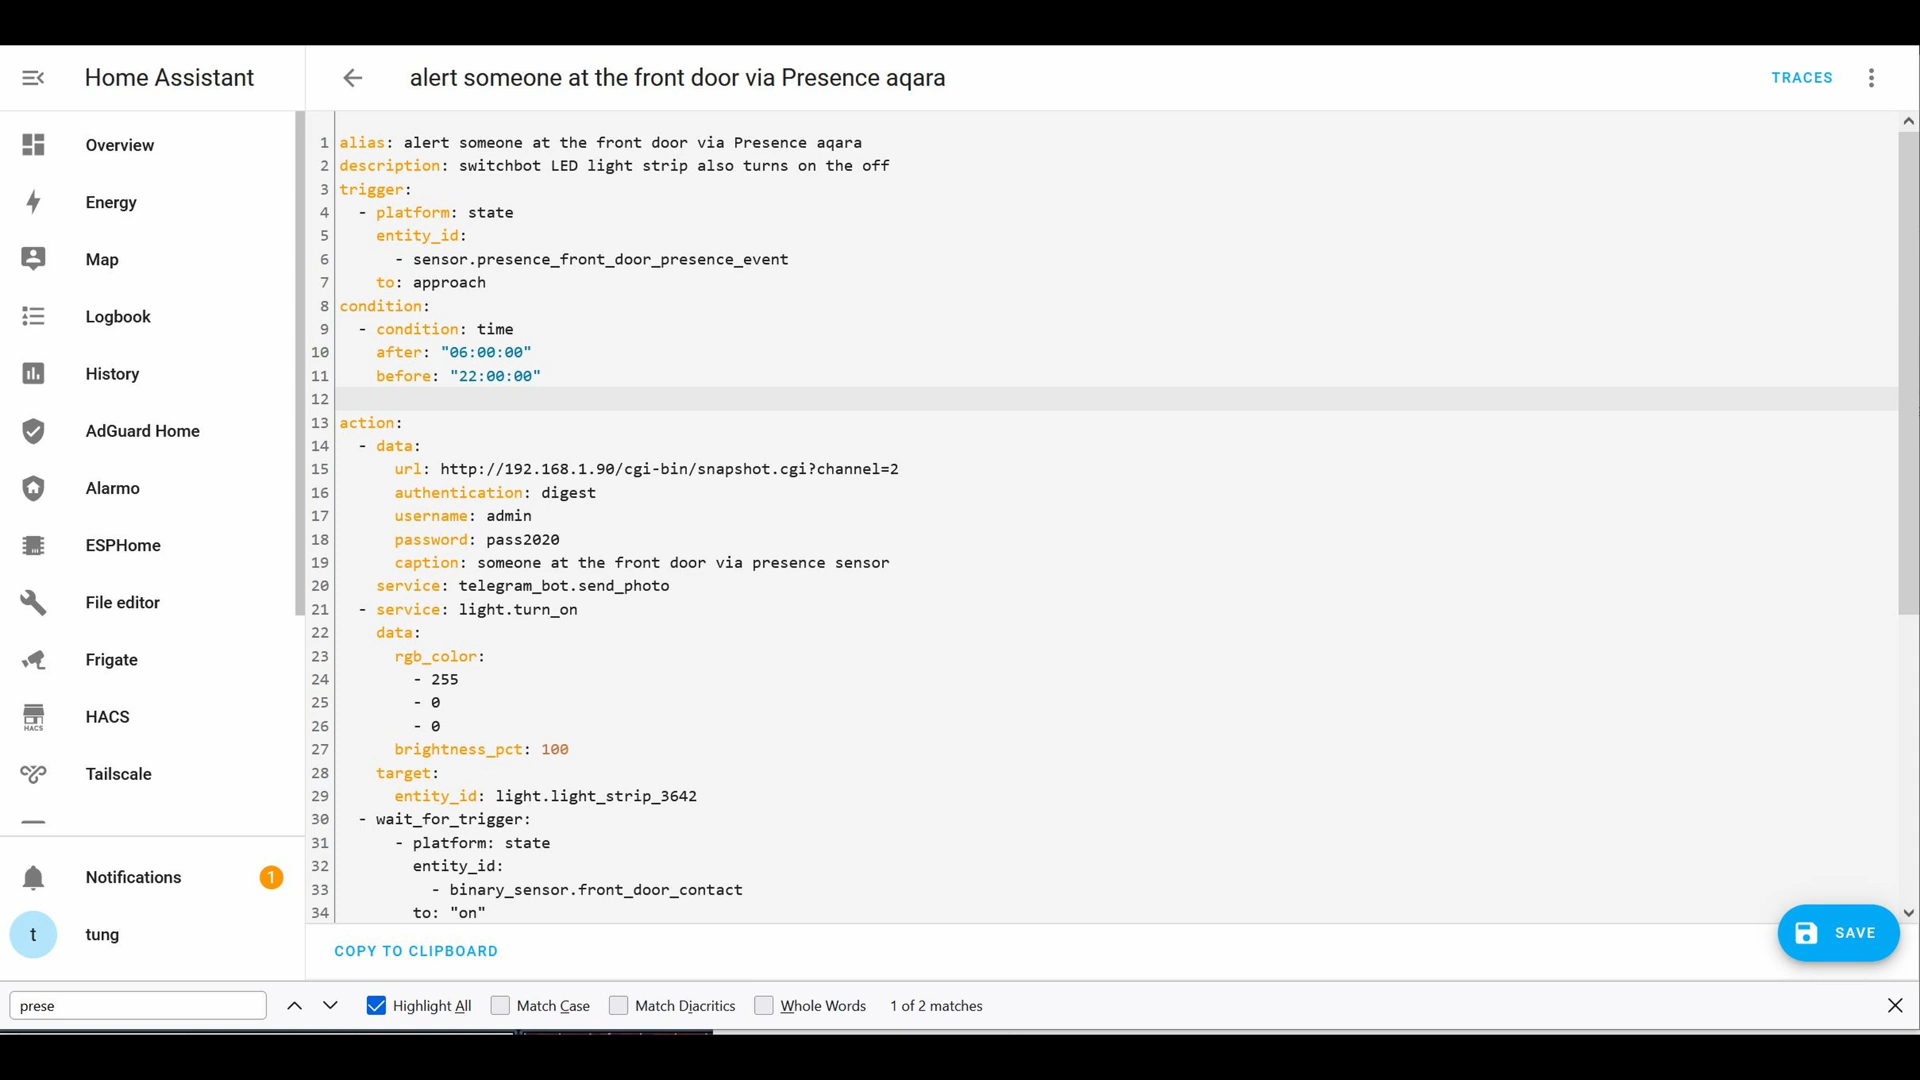 Home Assistant
alert someone at the front door via Presence aqara
TRACES
Overview
Energy
Map
Logbook
History
AdGuard Home
Alarmo
ESPHome
File editor
Frigate
HACS
HACS
Tailscale
Notifications
1
t
tung
1 alias: alert someone at the front door via Presence aqara
2 description: switchbot LED light strip also turns on the off
3 trigger:
4 - platform: state
5 entity_id:
6 - sensor.presence_front_door_presence_event
7 to: approach
8 condition:
9 - condition: time
10 after: "06:00:00"
11 before: "22:00:00"
12
13 action:
14 - data:
15 url: http://192.168.1.90/cgi-bin/snapshot.cgi?channel=2
16 authentication: digest
17 username: admin
18 password: pass2020
19 caption: someone at the front door via presence sensor
20 service: telegram_bot.send_photo
21 - service: light.turn_on
22 data:
23 rgb_color:
24 - 255
25 - 0
26 - 0
27 brightness_pct: 100
28 target:
29 entity_id: light.light_strip_3642
30 - wait_for_trigger:
31 - platform: state
32 entity_id:
33 - binary_sensor.front_door_contact
34 to: "on"
COPY TO CLIPBOARD
SAVE
prese
Highlight All
Match Case
Match Diacritics
Whole Words
1 of 2 matches